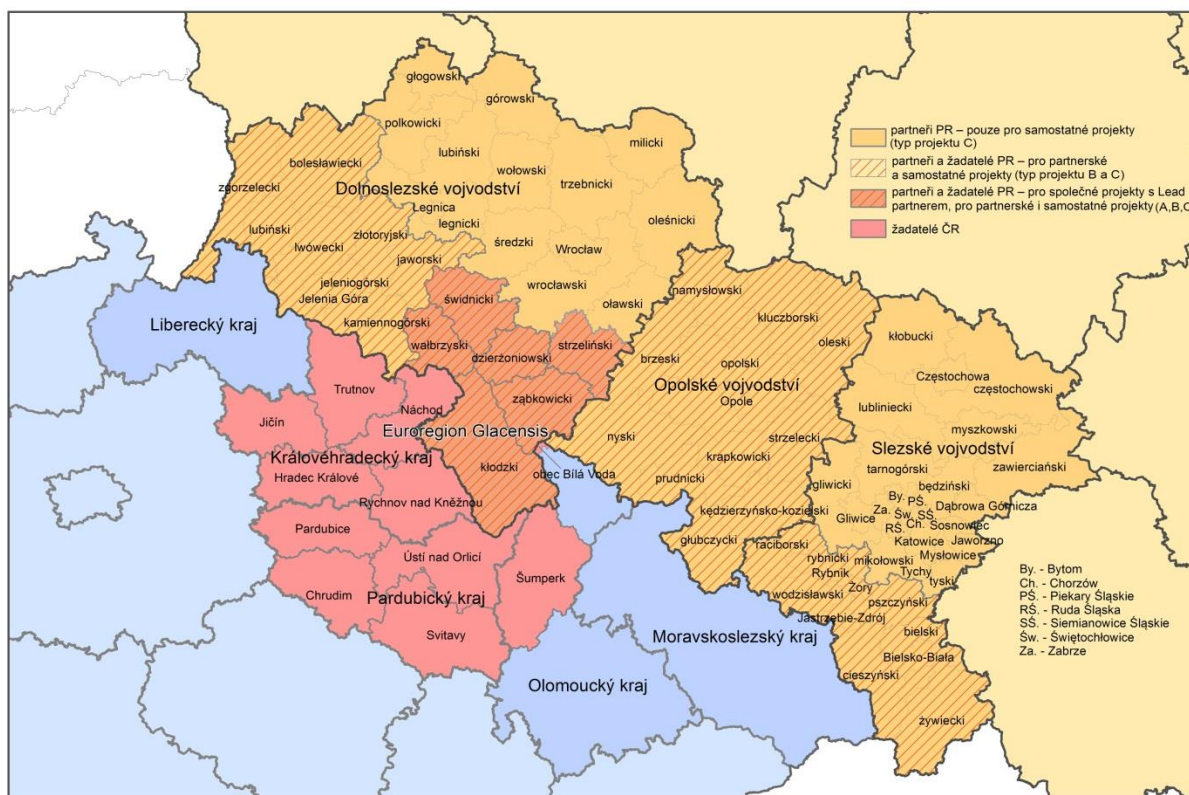 głogowski
górowski
polkowicki
milicki
lubiński
bolesławiecki
wołowski
trzebnicki
zgorzelecki
Dolnoslezské vojvodství
Legnica
legnicki
oleśnicki
lubiński
złotoryjski
lwówecki
średzki
Wrocław
jaworski
jeleniogórski
wrocławski
Jelenia Góra
świdnicki
oławski
kamiennogórski
wałbrzyski
dzierżoniowski
strzeliński
ząbkowicki
kłodzki
Liberecký kraj
Trutnov
Náchod
Jičín
Euroregion Glacensis
Královéhradecký kraj
Hradec Králové
Rychnov nad Kněžnou
obec Bílá Voda
Pardubice
Ústí nad Orlicí
Šumperk
Chrudim
Pardubický kraj
Svitavy
Olomoucký kraj
Moravskoslezský kraj
namysłowski
kluczborski
oleski
brzeski
opolski
Opolské vojvodství
Opole
nyski
strzelecki
krapkowicki
prudnicki
kędzierzyńsko-kozielski
głubczycki
kłobucki
Częstochowa
częstochowski
lubliniecki
myszkowski
Slezské vojvodství
tarnogórski
zawierciański
gliwicki
będziński
By.
PŚ.
Dąbrowa Górnicza
Za.
Św.
SŚ.
Gliwice
RŚ.
Ch.
Sosnowiec
Katowice
Jaworzno
raciborski
rybnicki
mikołowski
Mysłowice
Rybnik
Tychy
tyski
Żory
wodzisławski
pszczyński
Jastrzębie-Zdrój
bielski
Bielsko-Biała
cieszyński
żywiecki
partneři PR – pouze pro samostatné projekty
(typ projektu C)
partneři a žadatelé PR – pro partnerské
a samostatné projekty (typ projektu B a C)
partneři a žadatelé PR – pro společné projekty s Lead
partnerem, pro partnerské i samostatné projekty (A,B,C
žadatelé ČR
By. - Bytom
Ch. - Chorzów
PŚ. - Piekary Śląskie
RŚ. - Ruda Śląska
SŚ. - Siemianowice Śląskie
Św. - Świętochłowice
Za. - Zabrze